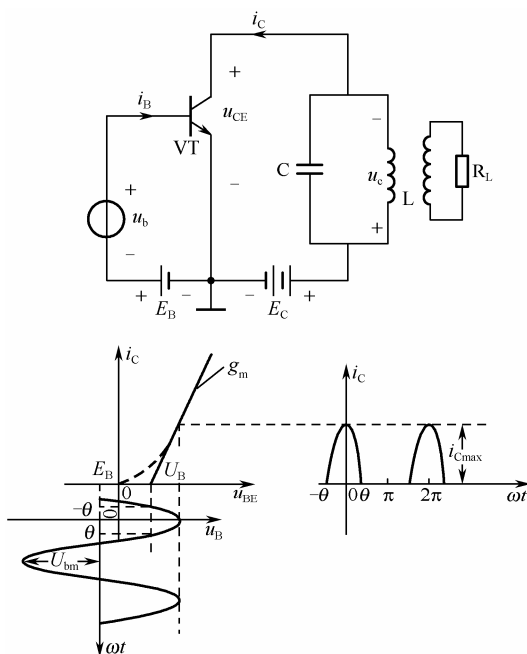 i_C
+
i_B
u_CE
VT
−
C
−
u_c
+
L
R_L
+
u_b
−
+
E_B
−
−
E_C
+
i_C
g_m
E_B
0
U_B
u_BE
−θ
0
θ
u_B
U_bm
ωt
i_C
i_Cmax
−θ
0
θ
π
2π
ωt